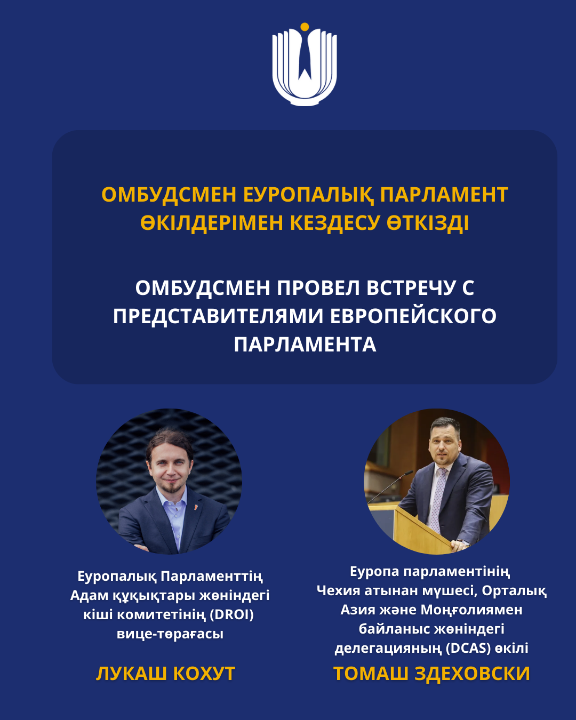 ОМБУДСМЕН ЕУРОПАЛЫҚ ПАРЛАМЕНТ
ӨКІЛДЕРІМЕН КЕЗДЕСУ ӨТКІЗДІ
ОМБУДСМЕН ПРОВЕЛ ВСТРЕЧУ С
ПРЕДСТАВИТЕЛЯМИ ЕВРОПЕЙСКОГО
ПАРЛАМЕНТА
Еуропалық Парламенттің
Адам құқықтары жөніндегі
кіші комитетінің (DROI)
вице-төрағасы
ЛУКАШ КОХУТ
Еуропа парламентінің
Чехия атынан мүшесі, Орталық
Азия және Моңғолиямен
байланыс жөніндегі
делегацияның (DCAS) өкілі
ТОМАШ ЗДЕХОВСКИ